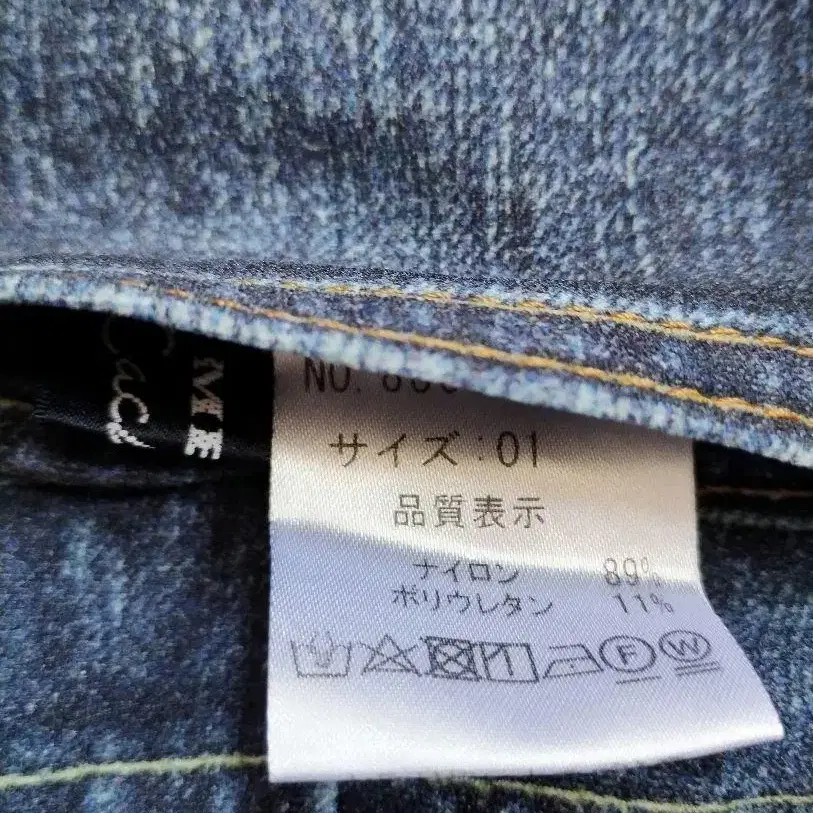 NO.
サイズ:01
品質表示
ナイロン 89%
ポリウレタン 11%
F W